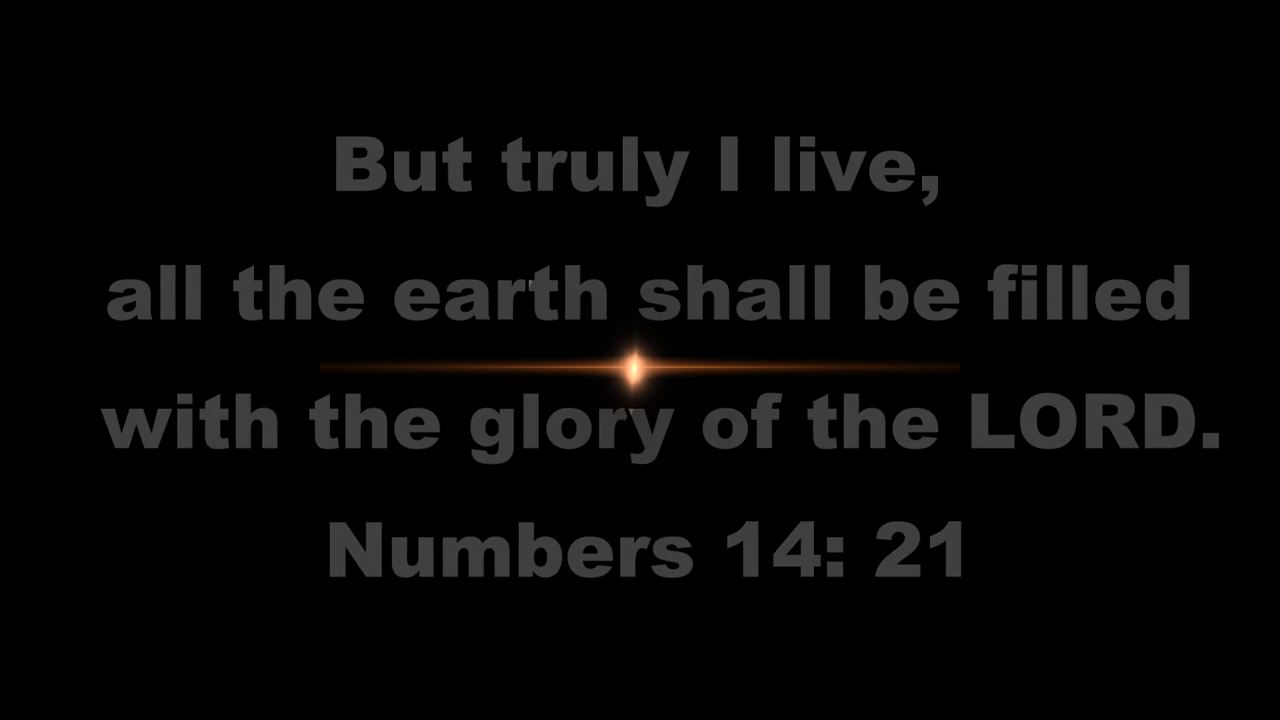 But truly I live,
all the earth shall be filled
with the glory of the LORD.
Numbers 14: 21